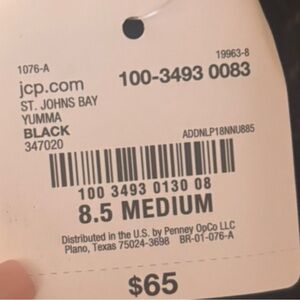 1076-A
19963-8
jcp.com
100-3493 0083
ST. JOHNS BAY
YUMMA
BLACK
347020
ADDNLP18NNU885
100 3493 0130 08
8.5 MEDIUM
Distributed in the U.S. by Penney OpCo LLC
Plano, Texas 75024-3698 BR-01-076-A
$65